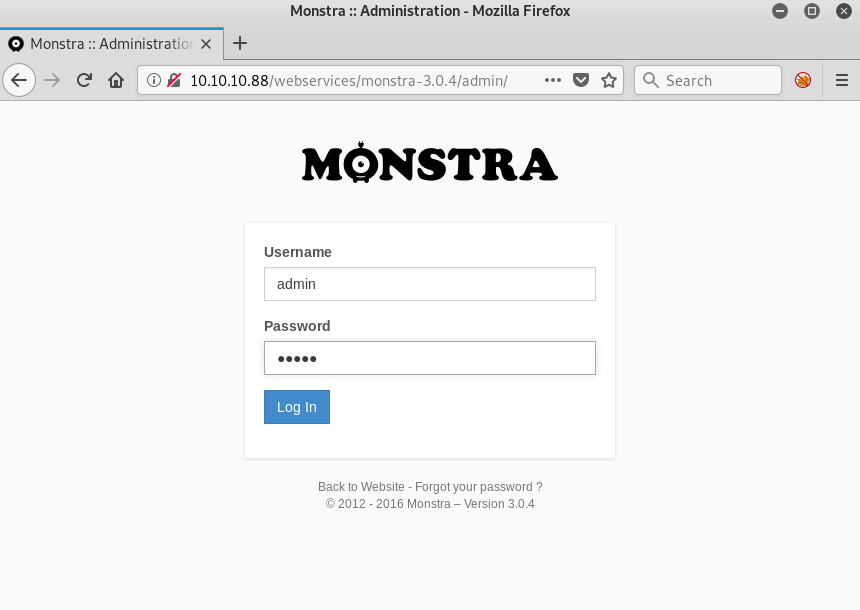 Monstra :: Administration - Mozilla Firefox
Monstra :: Administration
10.10.10.88/webservices/monstra-3.0.4/admin/
Search
MONSTRA
Username
admin
Password
●●●●●
Log In
Back to Website - Forgot your password ?
© 2012 - 2016 Monstra – Version 3.0.4